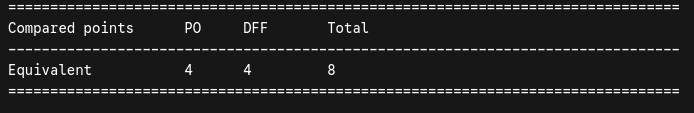 ================================================================================
Compared points      PO     DFF       Total
--------------------------------------------------------------------------------
Equivalent           4      4         8
================================================================================